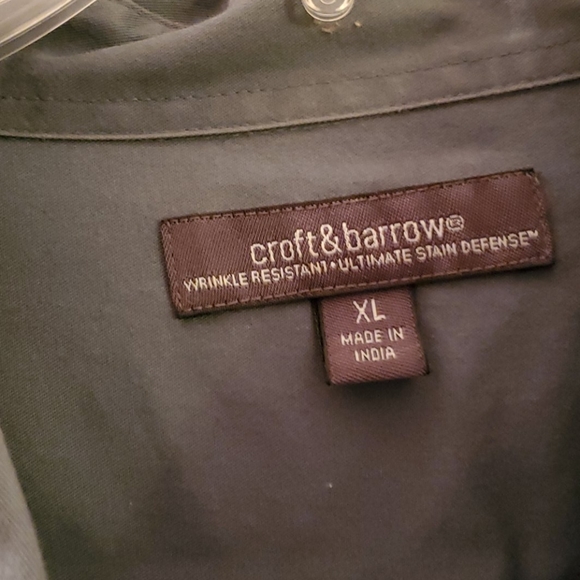 croft&barrow®
WRINKLE RESISTANT•ULTIMATE STAIN DEFENSE™
XL
MADE IN
INDIA